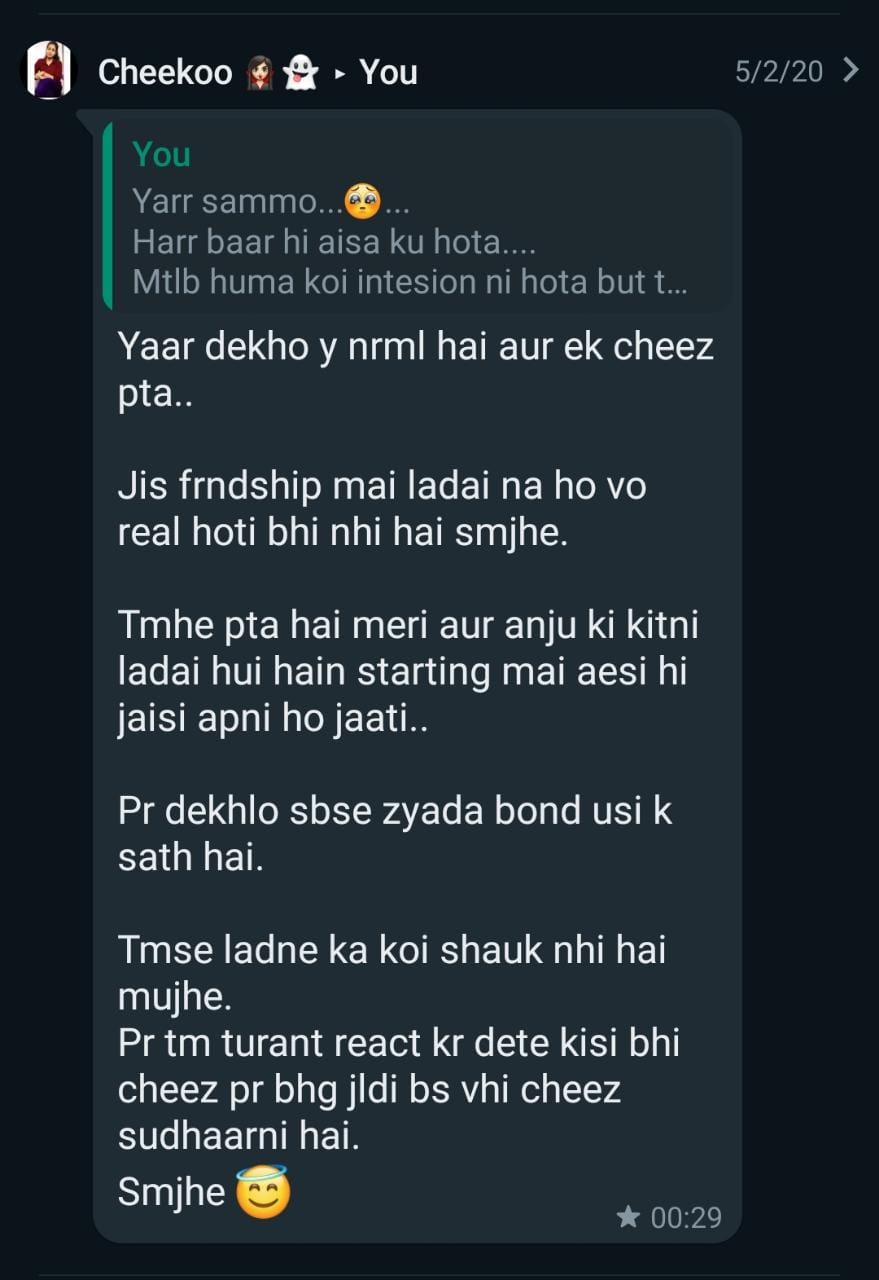 Cheekoo 🧛‍♀️👻 ▸ You
5/2/20
You
Yarr sammo...🥺...
Harr baar hi aisa ku hota....
Mtlb huma koi intesion ni hota but t...
Yaar dekho y nrml hai aur ek cheez
pta..
Jis frndship mai ladai na ho vo
real hoti bhi nhi hai smjhe.
Tmhe pta hai meri aur anju ki kitni
ladai hui hain starting mai aesi hi
jaisi apni ho jaati..
Pr dekhlo sbse zyada bond usi k
sath hai.
Tmse ladne ka koi shauk nhi hai
mujhe.
Pr tm turant react kr dete kisi bhi
cheez pr bhg jldi bs vhi cheez
sudhaarni hai.
Smjhe 😇
★ 00:29